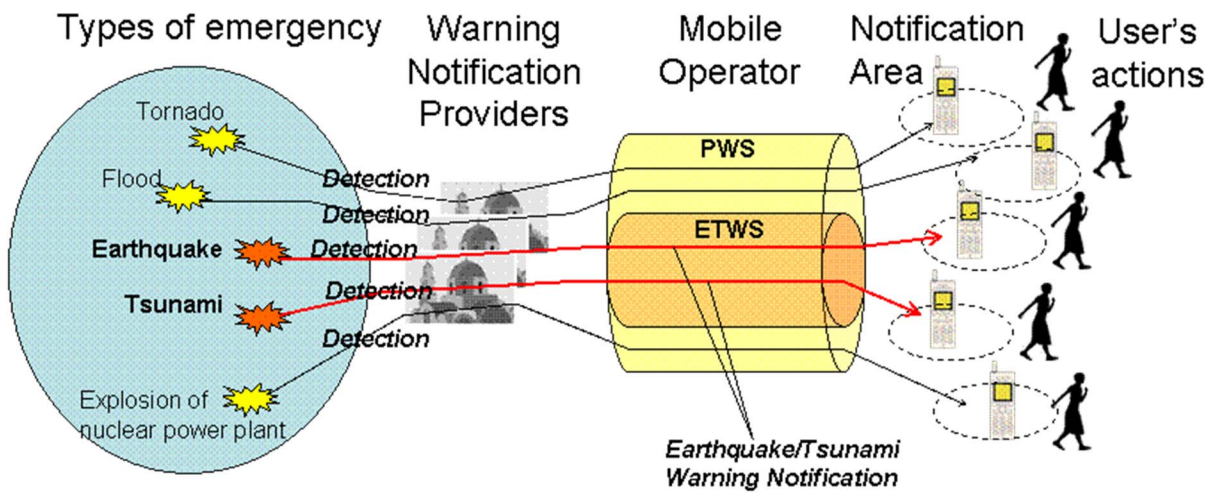 Types of emergency
Warning
Notification
Providers
Mobile
Operator
Notification
Area
User's
actions
Tornado
Flood
Earthquake
Tsunami
Explosion of
nuclear power plant
Detection
Detection
Detection
Detection
Detection
PWS
ETWS
Earthquake/Tsunami
Warning Notification